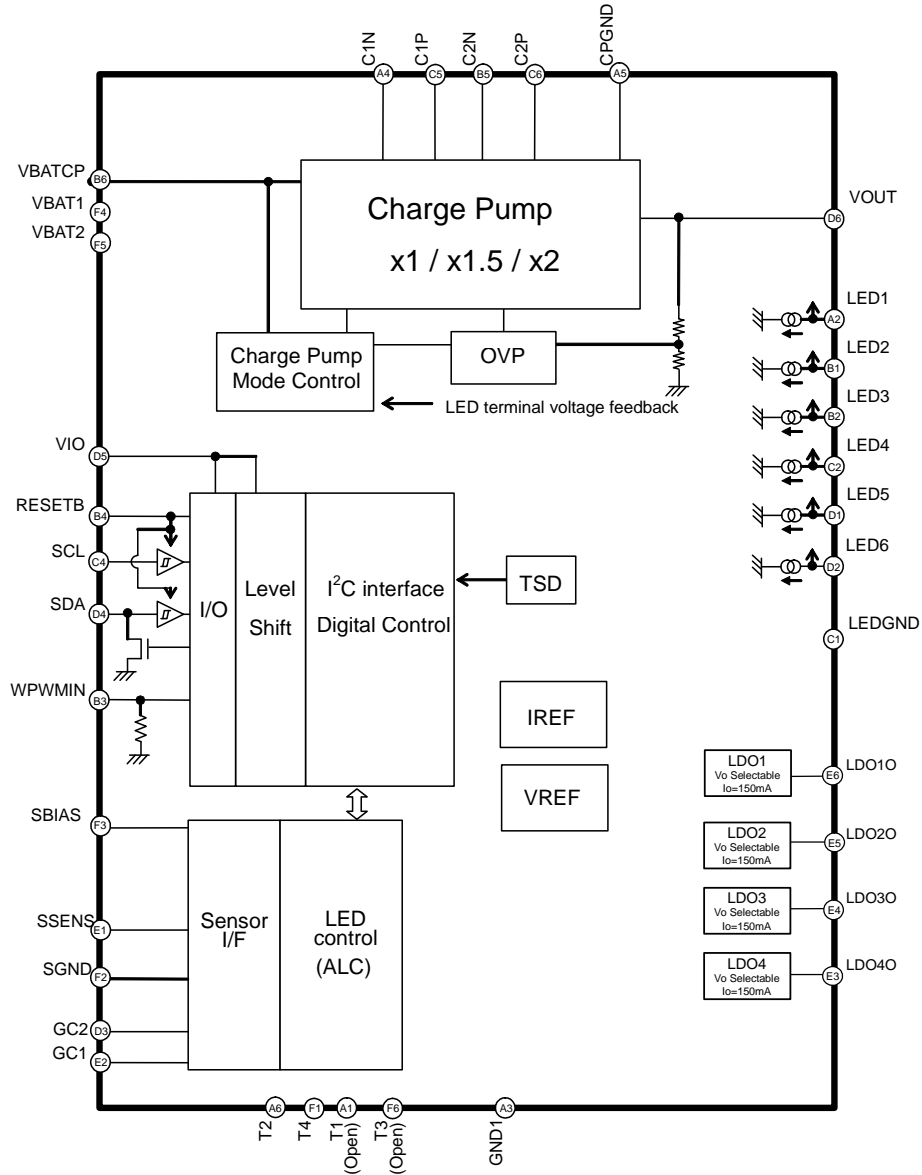 C1N
C1P
C2N
C2P
CPGND
A4
C5
B5
C6
A5
VBATCP
B6
VBAT1
F4
VBAT2
F5
Charge Pump
x1 / x1.5 / x2
VOUT
D6
Charge Pump
Mode Control
OVP
LED terminal voltage feedback
LED1
A2
LED2
B1
LED3
B2
LED4
C2
LED5
D1
LED6
D2
LEDGND
C1
VIO
D5
RESETB
B4
SCL
C4
SDA
D4
WPWMIN
B3
I/O
Level
Shift
I2C interface
Digital Control
TSD
IREF
VREF
LDO1
Vo Selectable
Io=150mA
E6
LDO1O
LDO2
Vo Selectable
Io=150mA
E5
LDO2O
LDO3
Vo Selectable
Io=150mA
E4
LDO3O
LDO4
Vo Selectable
Io=150mA
E3
LDO4O
SBIAS
F3
SSENS
E1
SGND
F2
GC2
D3
GC1
E2
Sensor
I/F
LED
control
(ALC)
A6
F1
A1
F6
A3
T2
T4
T1
(Open)
T3
(Open)
GND1